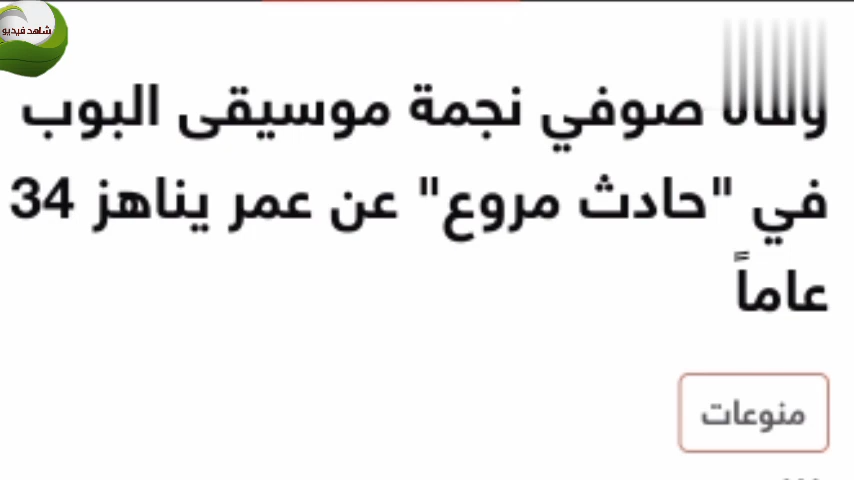 شاهد فيديو
صوفي نجمة موسيقى البوب
في "حادث مروع" عن عمر يناهز 34
عاماً
منوعات